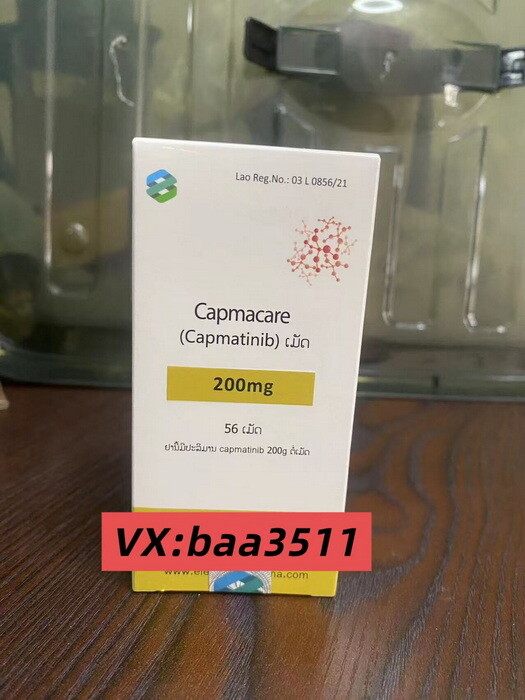 Lao Reg.No.: 03 L 0856/21
Capmacare
(Capmatinib) ເມັດ
200mg
56 ເມັດ
ຢານີ້ມີປະລິມານ capmatinib 200g ຕໍ່ເມັດ
VX:baa3511